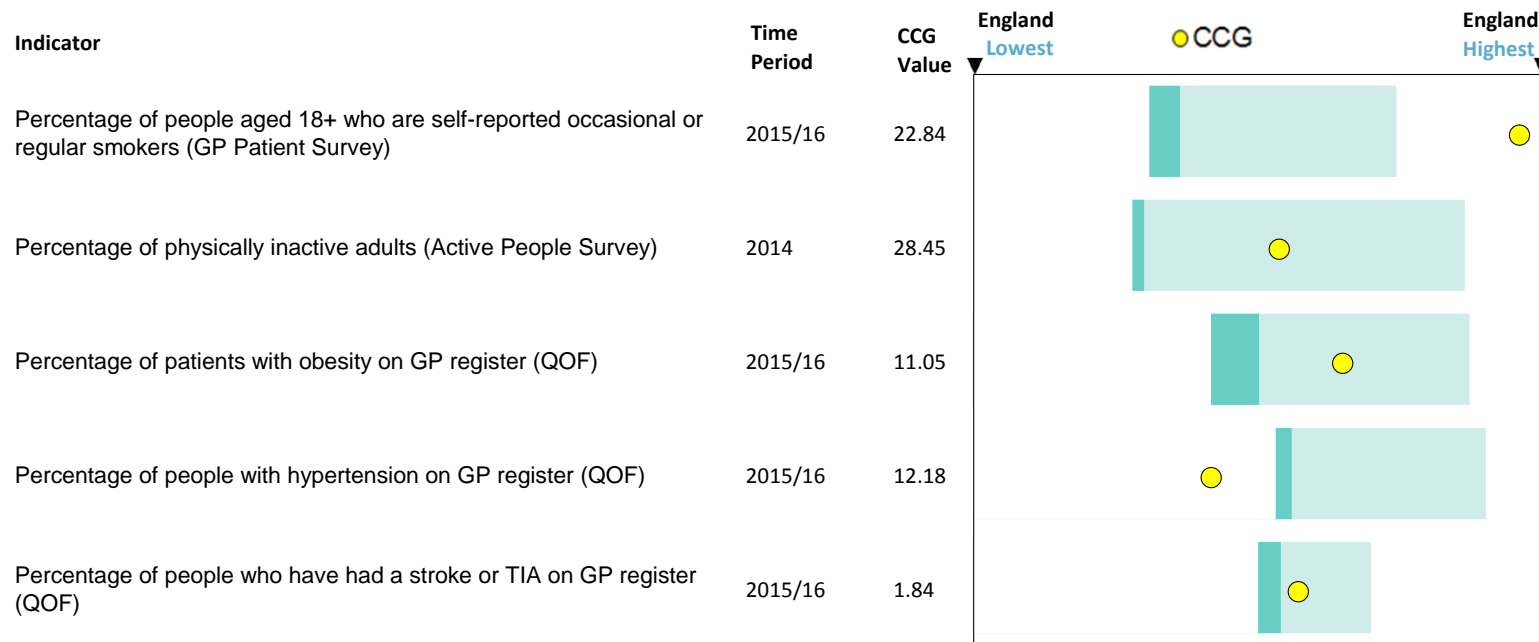 Indicator
Time
Period
CCG
Value
England
Lowest
CCG
England
Highest
Percentage of people aged 18+ who are self-reported occasional or
regular smokers (GP Patient Survey)
2015/16
22.84
Percentage of physically inactive adults (Active People Survey)
2014
28.45
Percentage of patients with obesity on GP register (QOF)
2015/16
11.05
Percentage of people with hypertension on GP register (QOF)
2015/16
12.18
Percentage of people who have had a stroke or TIA on GP register
(QOF)
2015/16
1.84